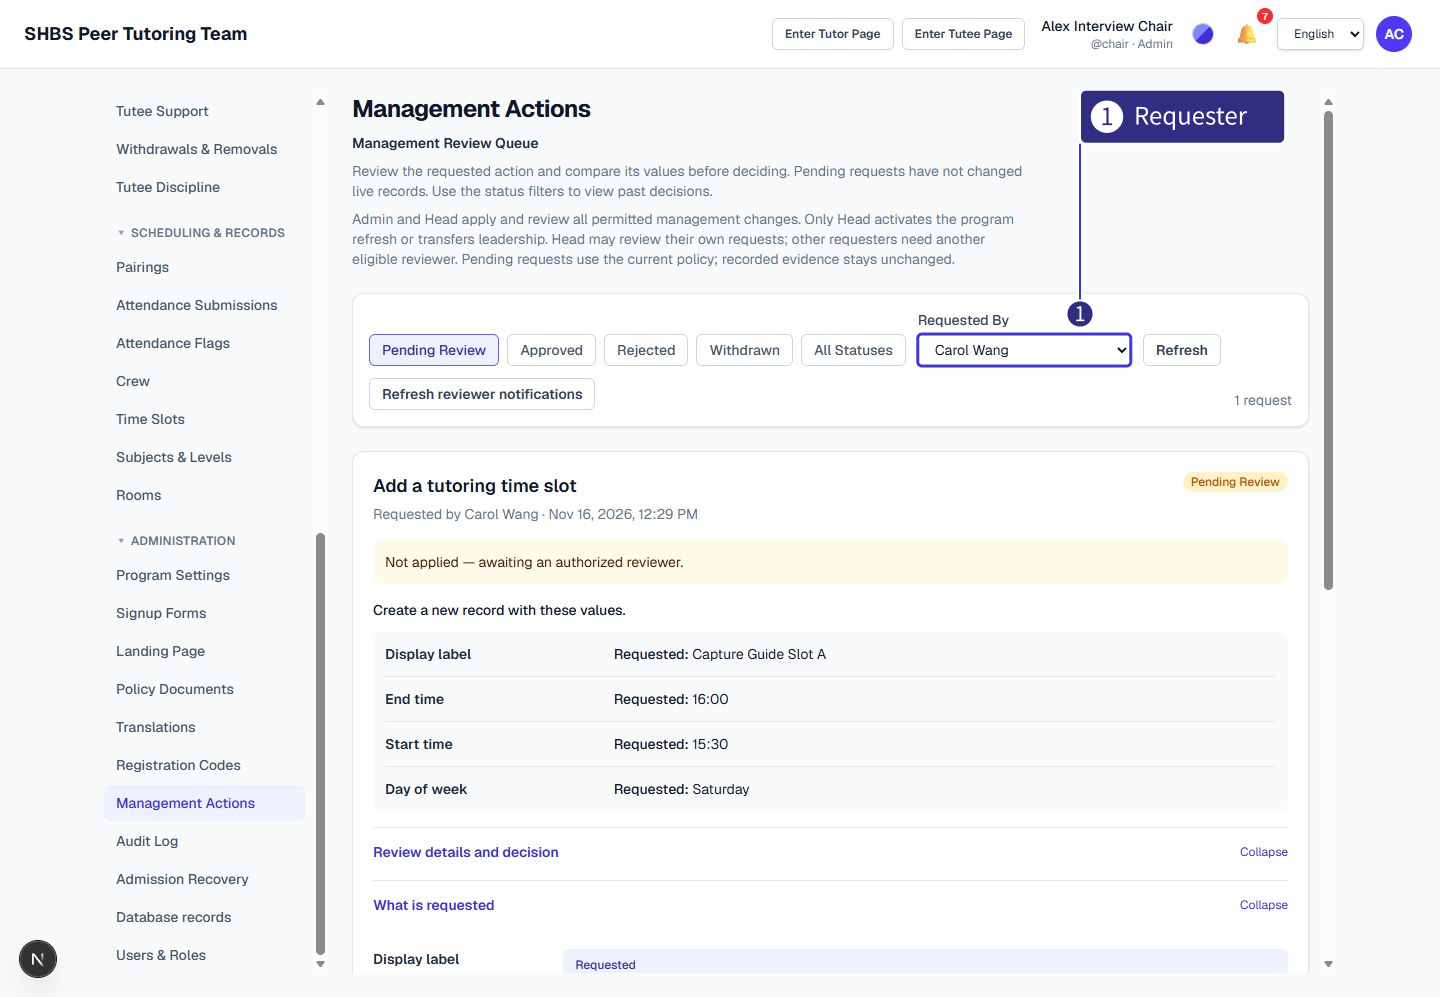 SHBS Peer Tutoring Team
Enter Tutor Page
Enter Tutee Page
Alex Interview Chair
@chair · Admin
7
English
AC
Tutee Support
Withdrawals & Removals
Tutee Discipline
SCHEDULING & RECORDS
Pairings
Attendance Submissions
Attendance Flags
Crew
Time Slots
Subjects & Levels
Rooms
ADMINISTRATION
Program Settings
Signup Forms
Landing Page
Policy Documents
Translations
Registration Codes
Management Actions
Audit Log
Admission Recovery
Database records
Users & Roles
N
Management Actions
1 Requester
Management Review Queue
Review the requested action and compare its values before deciding. Pending requests have not changed
live records. Use the status filters to view past decisions.
Admin and Head apply and review all permitted management changes. Only Head activates the program
refresh or transfers leadership. Head may review their own requests; other requesters need another
eligible reviewer. Pending requests use the current policy; recorded evidence stays unchanged.
Requested By
1
Pending Review
Approved
Rejected
Withdrawn
All Statuses
Carol Wang
Refresh
Refresh reviewer notifications
1 request
Add a tutoring time slot
Pending Review
Requested by Carol Wang · Nov 16, 2026, 12:29 PM
Not applied — awaiting an authorized reviewer.
Create a new record with these values.
Display label
Requested: Capture Guide Slot A
End time
Requested: 16:00
Start time
Requested: 15:30
Day of week
Requested: Saturday
Review details and decision
Collapse
What is requested
Collapse
Display label
Requested